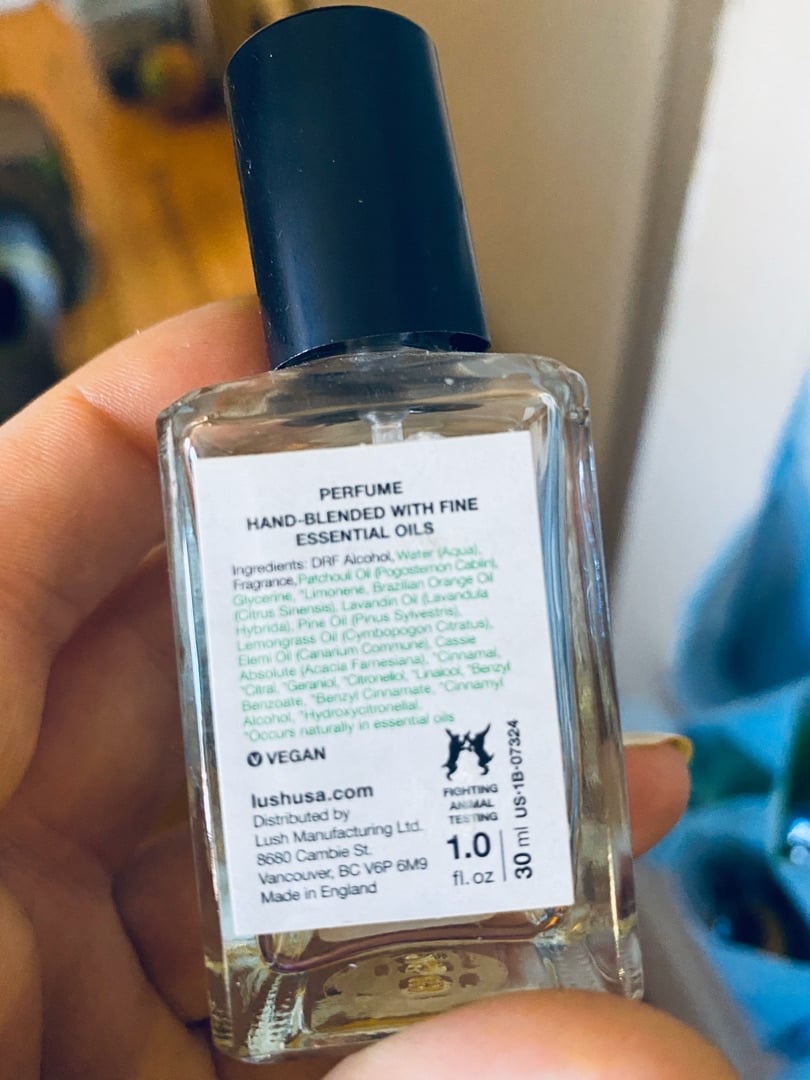 PERFUME
HAND-BLENDED WITH FINE
ESSENTIAL OILS
Ingredients: DRF Alcohol, Water (Aqua),
Fragrance, Patchouli Oil (Pogostemon Cablin),
Glycerine, *Limonene, Brazilian Orange Oil
(Citrus Sinensis), Lavandin Oil (Lavandula
Hybrida), Pine Oil (Pinus Sylvestris),
Lemongrass Oil (Cymbopogon Citratus),
Elemi Oil (Canarium Commune), Cassie
Absolute (Acacia Farnesiana), *Cinnamal,
*Citral, *Geraniol, *Citronellol, *Linalool, *Benzyl
Benzoate, *Benzyl Cinnamate, *Cinnamyl
Alcohol, *Hydroxycitronellal.
*Occurs naturally in essential oils
V VEGAN
lushusa.com
Distributed by
Lush Manufacturing Ltd.
8680 Cambie St.
Vancouver, BC V6P 6M9
Made in England
FIGHTING
ANIMAL
TESTING
1.0
fl. oz
30 ml US-1B-07324